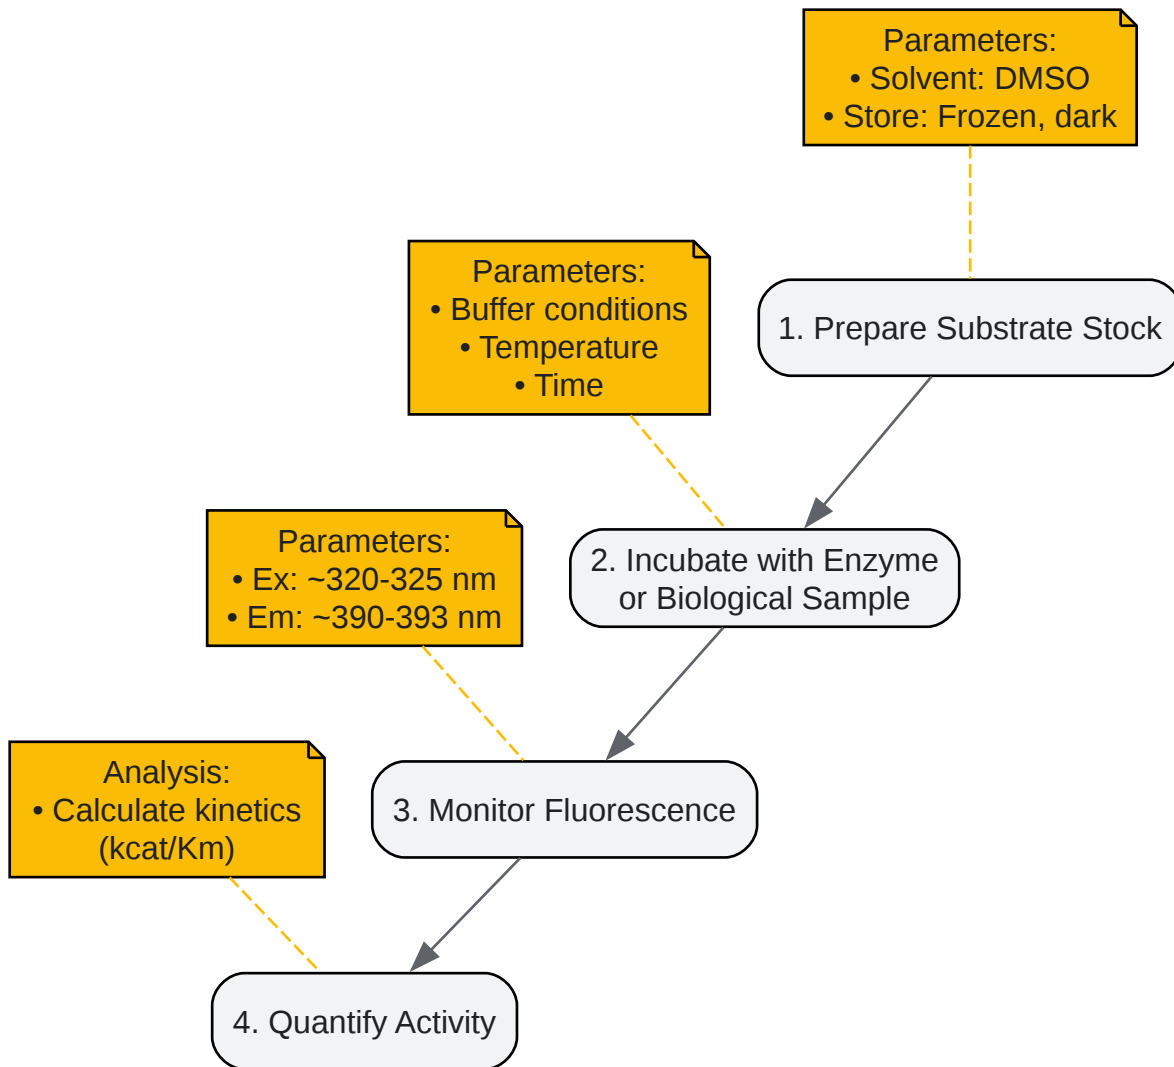 Parameters:
• Solvent: DMSO
• Store: Frozen, dark
1. Prepare Substrate Stock
Parameters:
• Buffer conditions
• Temperature
• Time
2. Incubate with Enzyme
or Biological Sample
Parameters:
• Ex: ~320-325 nm
• Em: ~390-393 nm
3. Monitor Fluorescence
Analysis:
• Calculate kinetics
(kcat/Km)
4. Quantify Activity